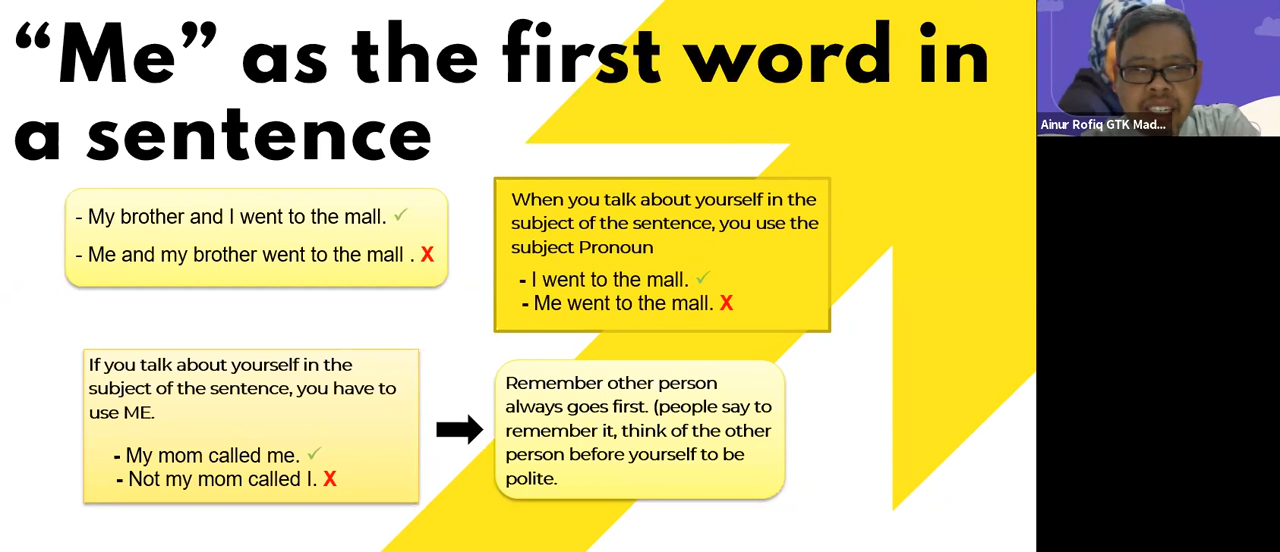 “Me” as the first word in
a sentence
- My brother and I went to the mall. ✓
- Me and my brother went to the mall . X
When you talk about yourself in the
subject of the sentence, you use the
subject Pronoun
- I went to the mall. ✓
- Me went to the mall. X
If you talk about yourself in the
subject of the sentence, you have to
use ME.
- My mom called me. ✓
- Not my mom called I. X
Remember other person
always goes first. (people say to
remember it, think of the other
person before yourself to be
polite.
Ainur Rofiq GTK Mad...